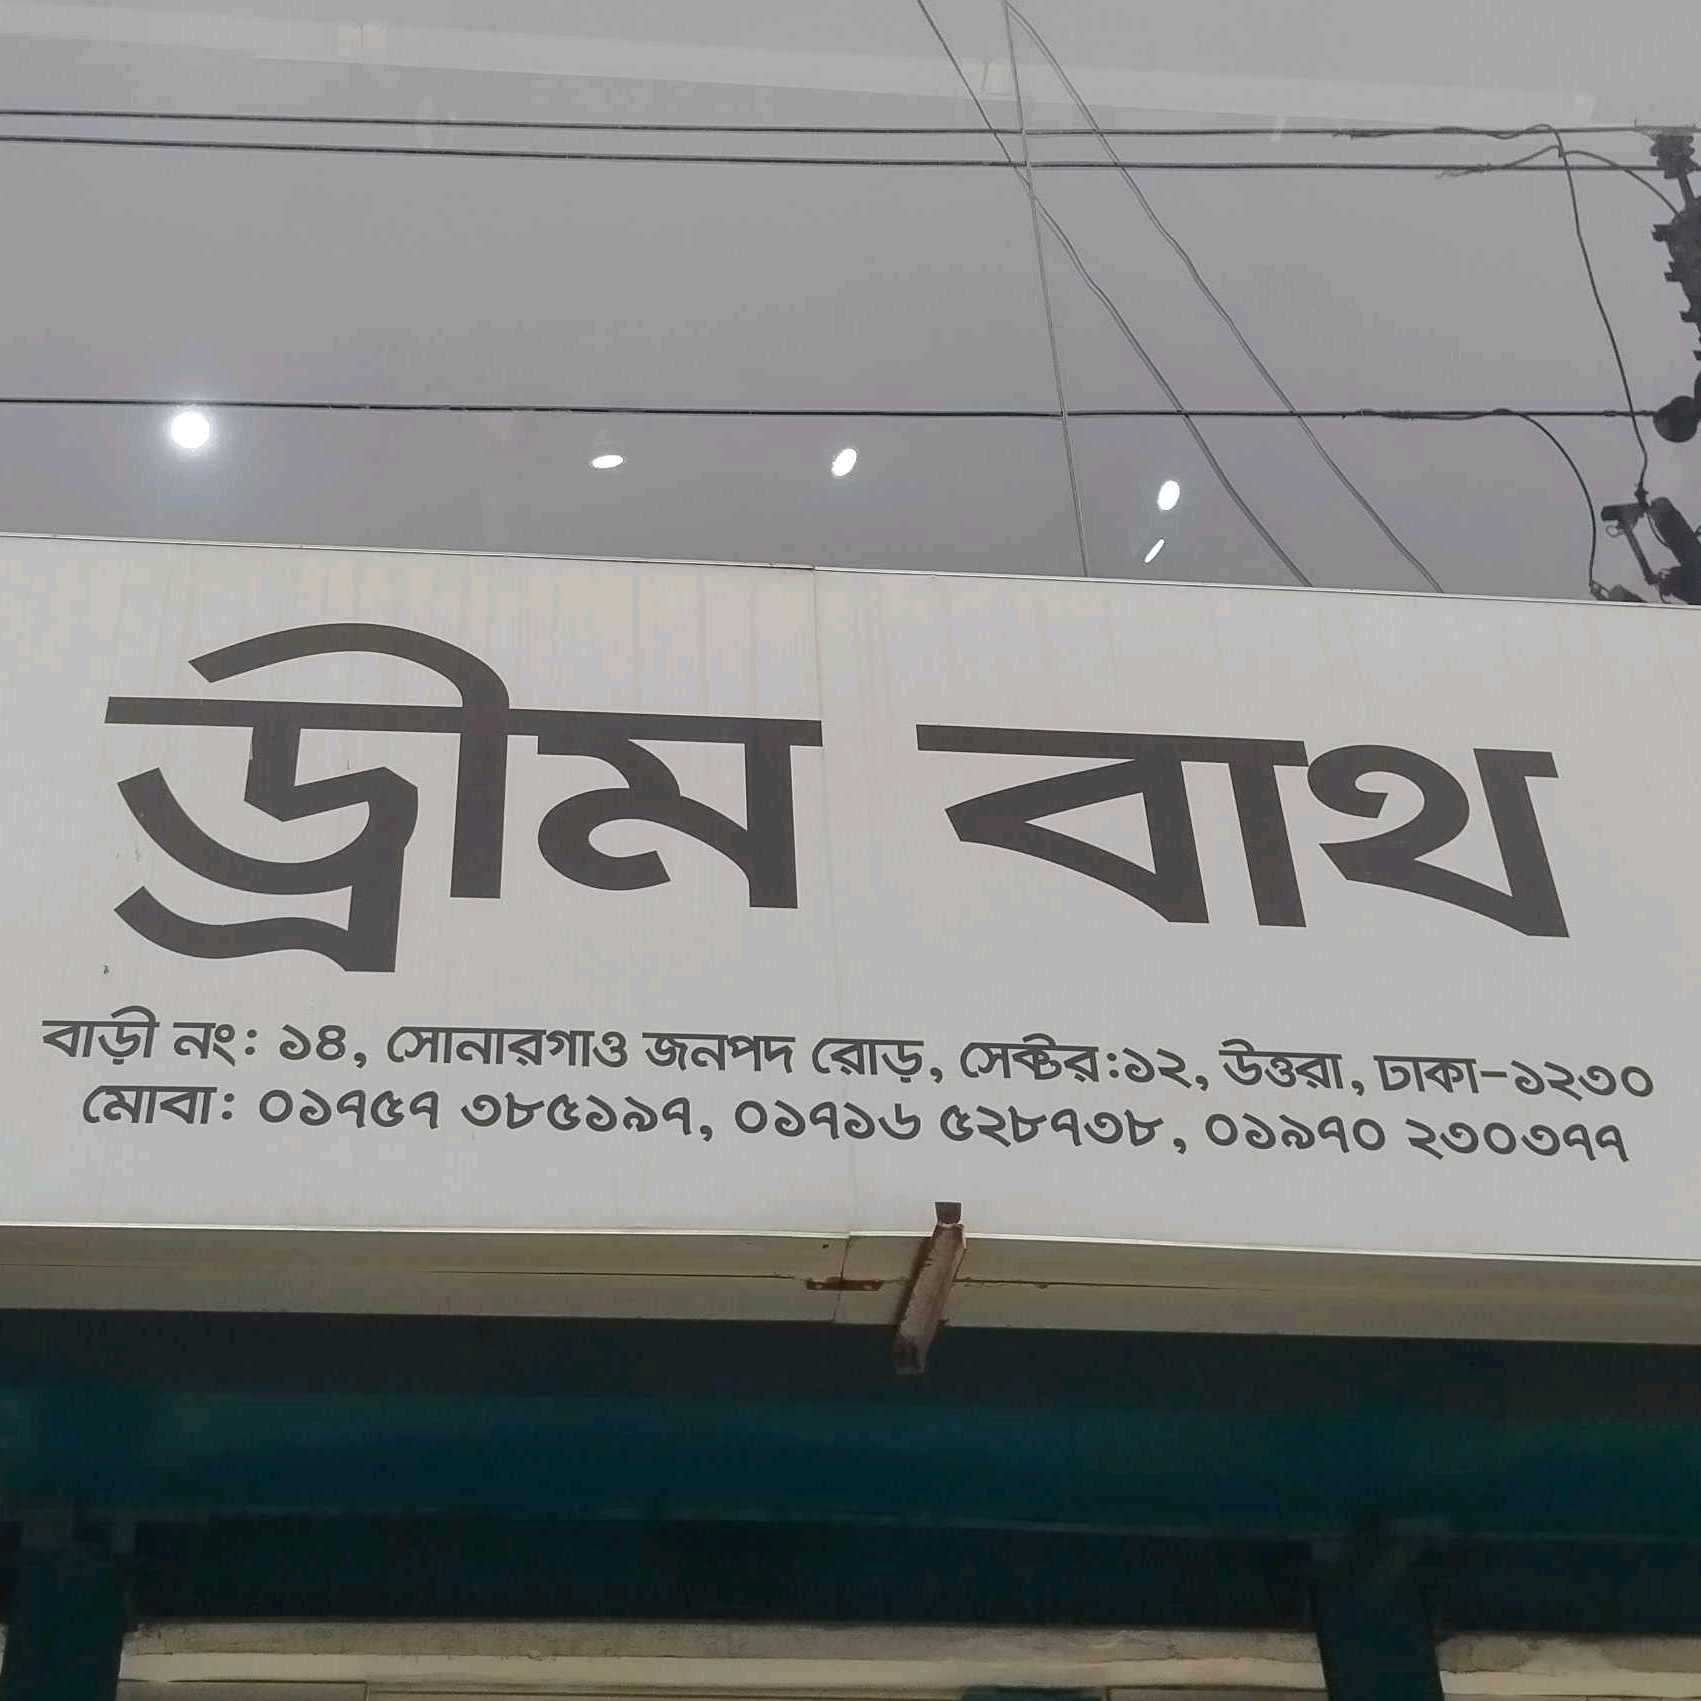 ড্রীম বাথ
বাড়ী নং: ১৪, সোনারগাও জনপদ রোড়, সেক্টর:১২, উত্তরা, ঢাকা-১২৩০
মোবা: ০১৭৫৭ ৩৮৫১৯৭, ০১৭১৬ ৫২৮৭৩৮, ০১৯৭০ ২৩০৩৭৭